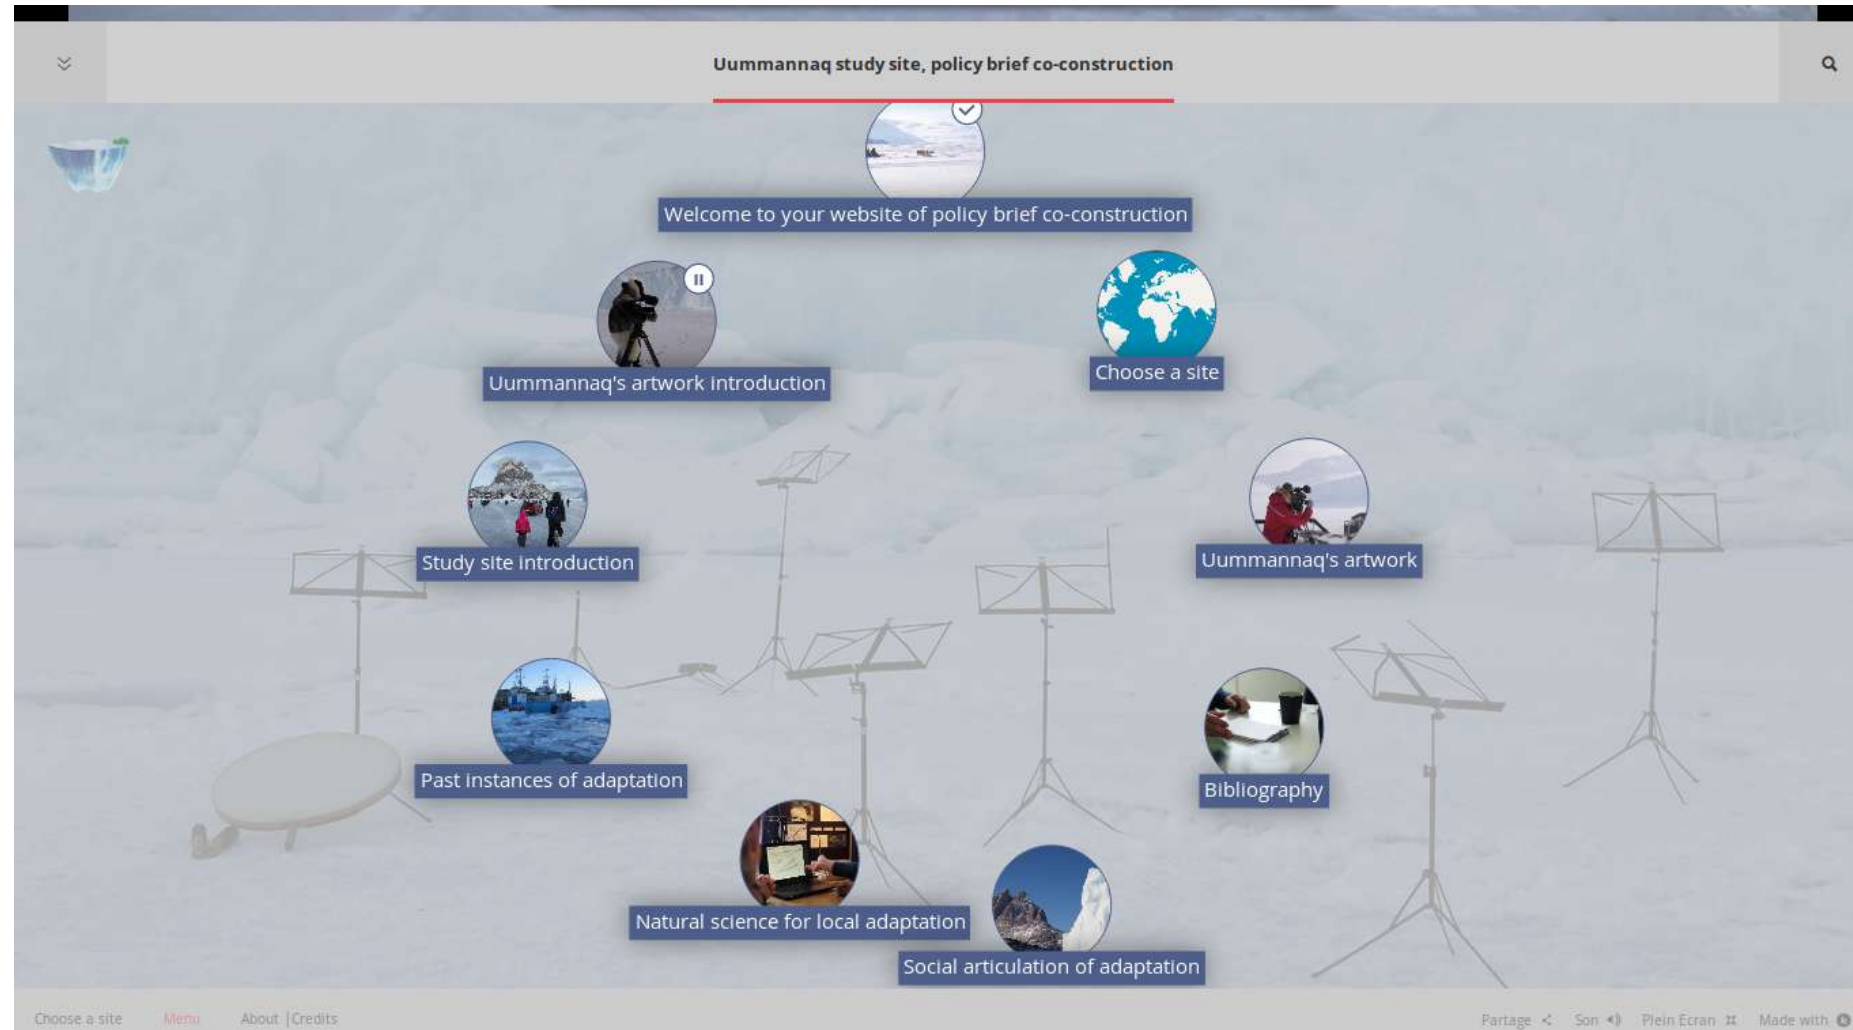 Uummannaq study site, policy brief co-construction
Welcome to your website of policy brief co-construction
Uummannaq's artwork introduction
Choose a site
Study site introduction
Uummannaq's artwork
Past instances of adaptation
Bibliography
Natural science for local adaptation
Social articulation of adaptation
Choose a site Menu About |Credits
Partage Son Plein Ecran Made with